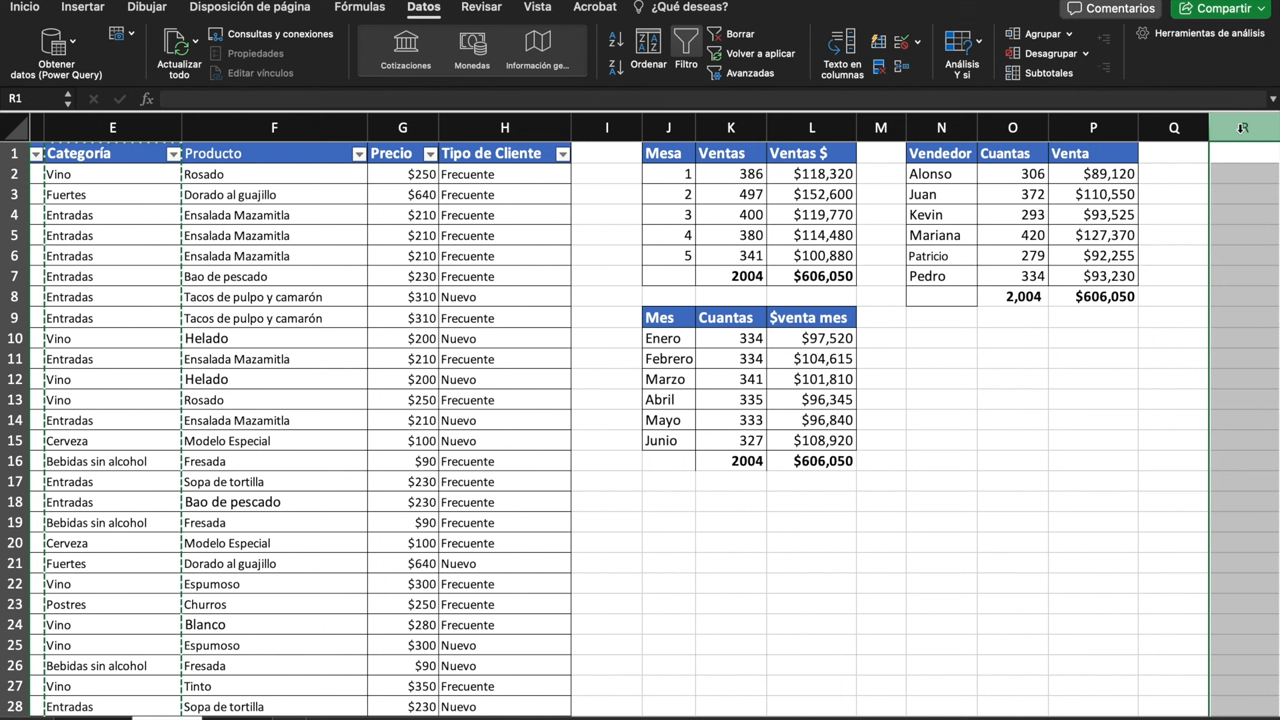 Inicio Insertar Dibujar Disposición de página Fórmulas Datos Revisar Vista Acrobat ¿Qué deseas? Comentarios Compartir
Obtener datos (Power Query)
Actualizar todo
Consultas y conexiones
Propiedades
Editar vínculos
Cotizaciones Monedas Información ge...
Ordenar Filtro
Borrar
Volver a aplicar
Avanzadas
Texto en columnas
Análisis Y si
Agrupar
Desagrupar
Subtotales
Herramientas de análisis
R1 fx
E F G H I J K L M N O P Q R
1 Categoría Producto Precio Tipo de Cliente Mesa Ventas Ventas $ Vendedor Cuantas Venta
2 Vino Rosado $250 Frecuente 1 386 $118,320 Alonso 306 $89,120
3 Fuertes Dorado al guajillo $640 Frecuente 2 497 $152,600 Juan 372 $110,550
4 Entradas Ensalada Mazamitla $210 Frecuente 3 400 $119,770 Kevin 293 $93,525
5 Entradas Ensalada Mazamitla $210 Frecuente 4 380 $114,480 Mariana 420 $127,370
6 Entradas Ensalada Mazamitla $210 Frecuente 5 341 $100,880 Patricio 279 $92,255
7 Entradas Bao de pescado $230 Frecuente 2004 $606,050 Pedro 334 $93,230
8 Entradas Tacos de pulpo y camarón $310 Nuevo 2,004 $606,050
9 Entradas Tacos de pulpo y camarón $310 Frecuente Mes Cuantas $venta mes
10 Vino Helado $200 Nuevo Enero 334 $97,520
11 Entradas Ensalada Mazamitla $210 Frecuente Febrero 334 $104,615
12 Vino Helado $200 Nuevo Marzo 341 $101,810
13 Vino Rosado $250 Frecuente Abril 335 $96,345
14 Entradas Ensalada Mazamitla $210 Nuevo Mayo 333 $96,840
15 Cerveza Modelo Especial $100 Nuevo Junio 327 $108,920
16 Bebidas sin alcohol Fresada $90 Frecuente 2004 $606,050
17 Entradas Sopa de tortilla $230 Frecuente
18 Entradas Bao de pescado $230 Frecuente
19 Bebidas sin alcohol Fresada $90 Frecuente
20 Cerveza Modelo Especial $100 Frecuente
21 Fuertes Dorado al guajillo $640 Nuevo
22 Vino Espumoso $300 Frecuente
23 Postres Churros $250 Frecuente
24 Vino Blanco $280 Frecuente
25 Vino Espumoso $300 Nuevo
26 Bebidas sin alcohol Fresada $90 Nuevo
27 Vino Tinto $350 Frecuente
28 Entradas Sopa de tortilla $230 Nuevo